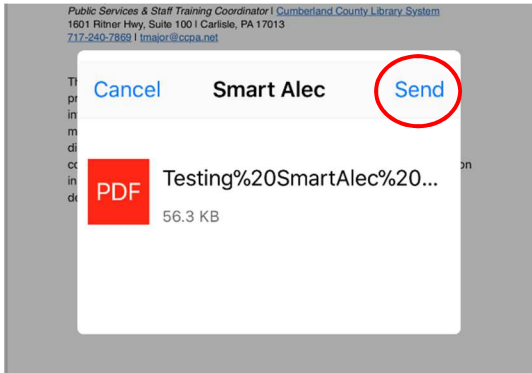 Public Services & Staff Training Coordinator | Cumberland County Library System
1601 Ritner Hwy, Suite 100 | Carlisle, PA 17013
717-240-7869 | tmajor@ccpa.net
Cancel Smart Alec Send
PDF
Testing%20SmartAlec%20...
56.3 KB